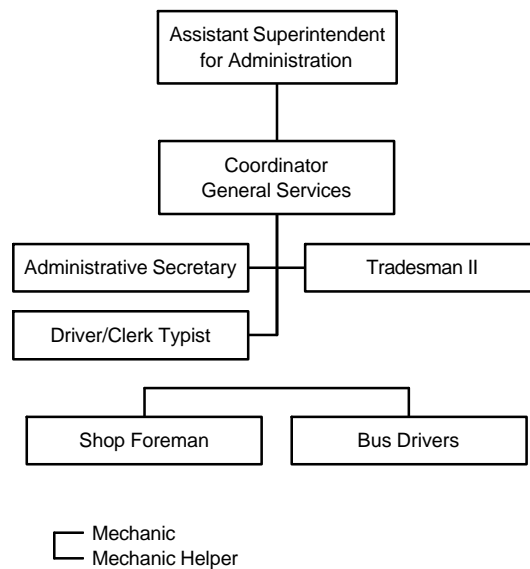 Assistant Superintendent
for Administration
Coordinator
General Services
Administrative Secretary
Tradesman II
Driver/Clerk Typist
Shop Foreman
Bus Drivers
Mechanic
Mechanic Helper